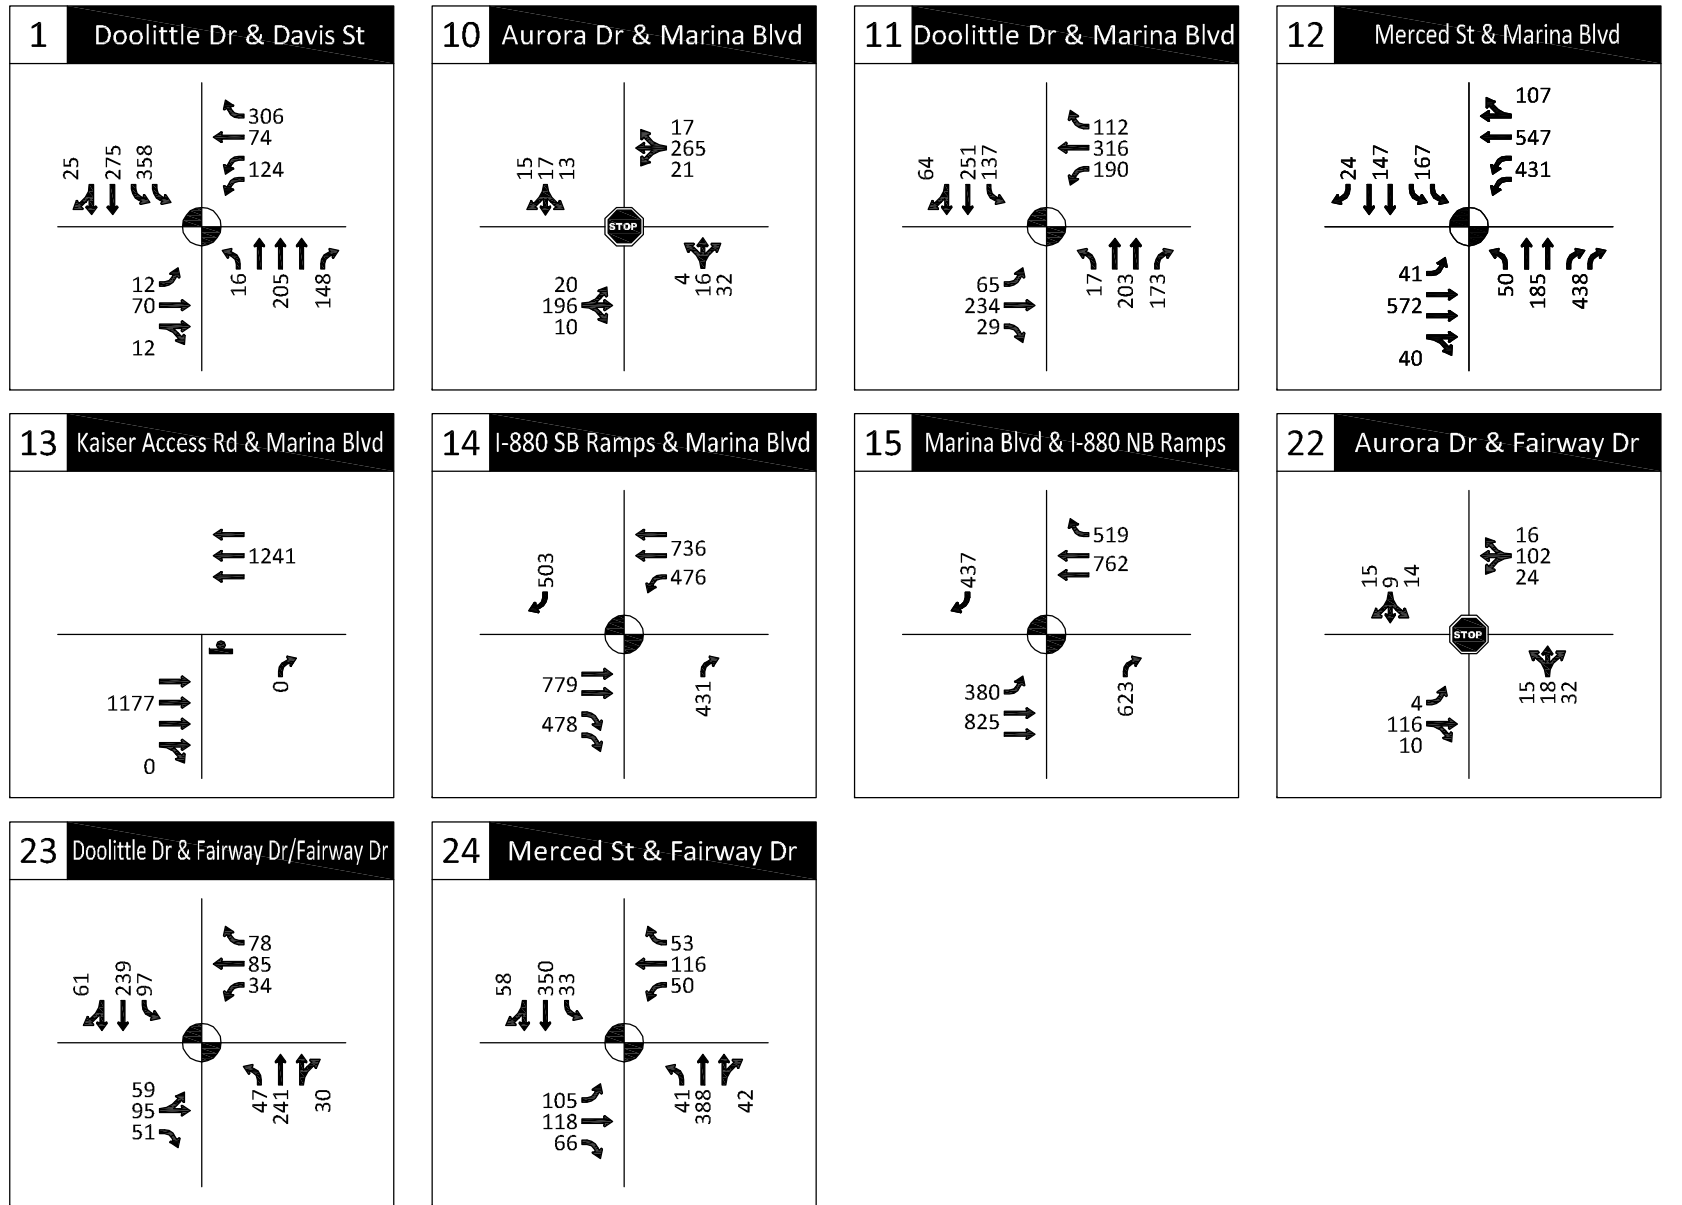 1 Doolittle Dr & Davis St
25 275 358
306
74
124
12
70
12
16 205 148
10 Aurora Dr & Marina Blvd
15 17 13
17
265
21
STOP
20
196
10
4 16 32
11 Doolittle Dr & Marina Blvd
64 251 137
112
316
190
65
234
29
17 203 173
12 Merced St & Marina Blvd
24 147 167
107
547
431
41
572
40
50 185 438
13 Kaiser Access Rd & Marina Blvd
1241
1177
0
0
14 I-880 SB Ramps & Marina Blvd
503
736
476
779
478
431
15 Marina Blvd & I-880 NB Ramps
437
519
762
380
825
623
22 Aurora Dr & Fairway Dr
15 9 14
16
102
24
STOP
4
116
10
15 18 32
23 Doolittle Dr & Fairway Dr/Fairway Dr
61 239 97
78
85
34
59
95
51
47 241 30
24 Merced St & Fairway Dr
58 350 33
53
116
50
105
118
66
41 388 42